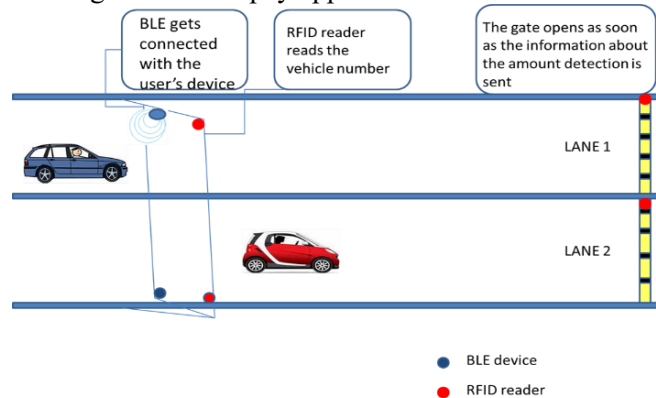 BLE gets
connected
with the
user's device
RFID reader
reads the
vehicle number
The gate opens as soon
as the information about
the amount detection is
sent
LANE 1
LANE 2
BLE device
RFID reader